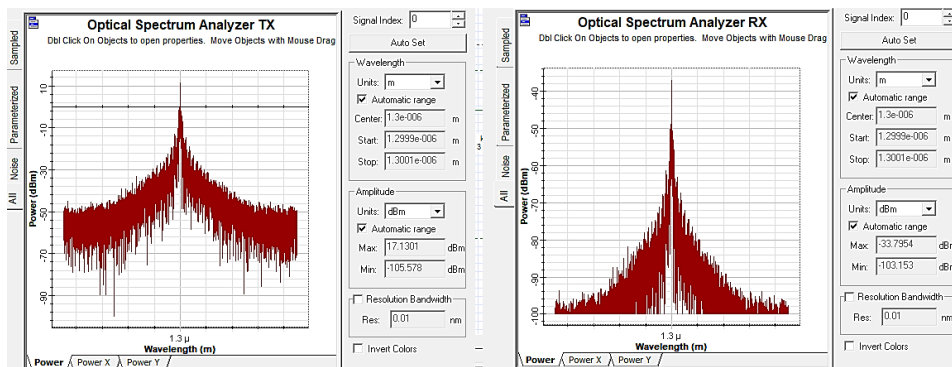 Optical Spectrum Analyzer TX
Dbl Click On Objects to open properties. Move Objects with Mouse Drag
Sampled
Parameterized
Noise
All
Power (dBm)
10
-10
-30
-50
-70
-90
1.3 µ
Wavelength (m)
Power
Power X
Power Y
Signal Index: 0
Auto Set
Wavelength
Units: m
Automatic range
Center: 1.3e-006 m
Start: 1.2999e-006 m
Stop: 1.3001e-006 m
Amplitude
Units: dBm
Automatic range
Max: 17.1301 dBm
Min: -105.578 dBm
Resolution Bandwidth
Res: 0.01 nm
Invert Colors
3
Optical Spectrum Analyzer RX
Dbl Click On Objects to open properties. Move Objects with Mouse Drag
Sampled
Parameterized
Noise
All
Power (dBm)
-40
-50
-60
-70
-80
-90
-100
1.3 µ
Wavelength (m)
Power
Power X
Power Y
Signal Index: 0
Auto Set
Wavelength
Units: m
Automatic range
Center: 1.3e-006 m
Start: 1.2999e-006 m
Stop: 1.3001e-006 m
Amplitude
Units: dBm
Automatic range
Max: -33.7954 dBm
Min: -103.153 dBm
Resolution Bandwidth
Res: 0.01 nm
Invert Colors